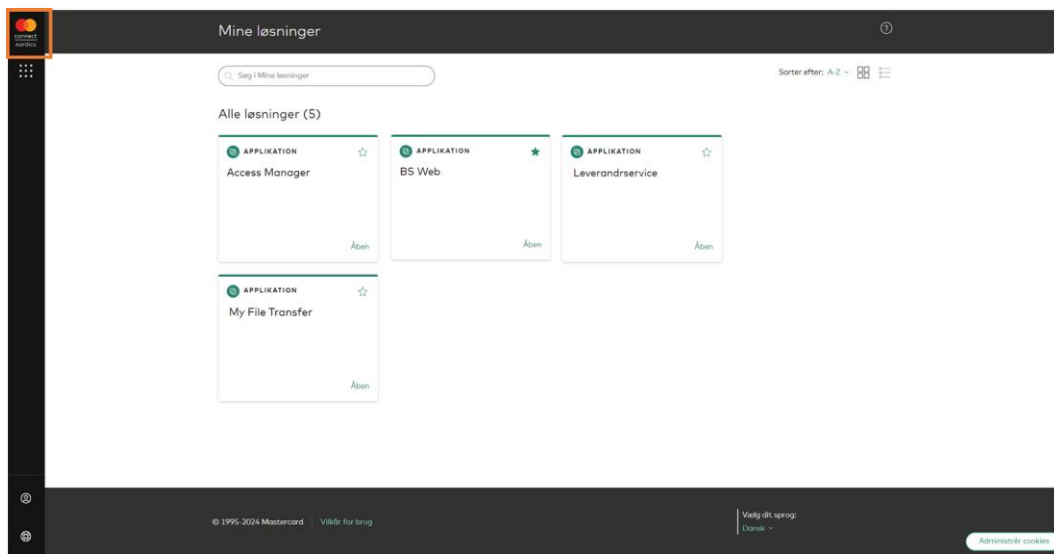 connect
nordics
Mine løsninger
?
Søg i Mine løsninger
Sorter efter: A-Z
Alle løsninger (5)
APPLIKATION
Access Manager
Åben
APPLIKATION
BS Web
Åben
APPLIKATION
Leverandrservice
Åben
APPLIKATION
My File Transfer
Åben
© 1995-2024 Mastercard | Vilkår for brug
Vælg dit sprog:
Dansk
Administrér cookies